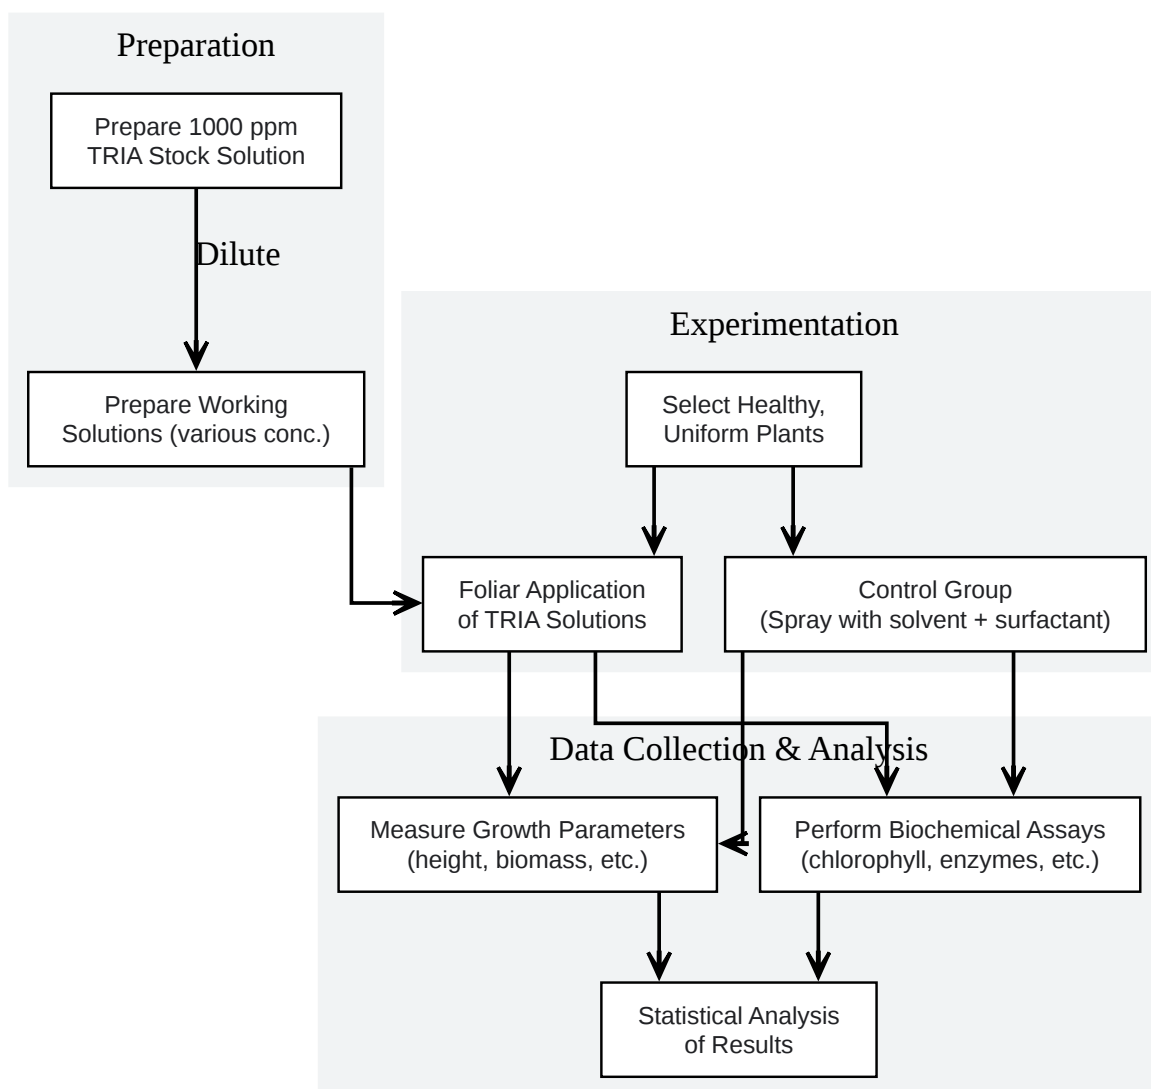 Preparation
Prepare 1000 ppm
TRIA Stock Solution
Dilute
Prepare Working
Solutions (various conc.)
Experimentation
Select Healthy,
Uniform Plants
Foliar Application
of TRIA Solutions
Control Group
(Spray with solvent + surfactant)
Data Collection & Analysis
Measure Growth Parameters
(height, biomass, etc.)
Perform Biochemical Assays
(chlorophyll, enzymes, etc.)
Statistical Analysis
of Results